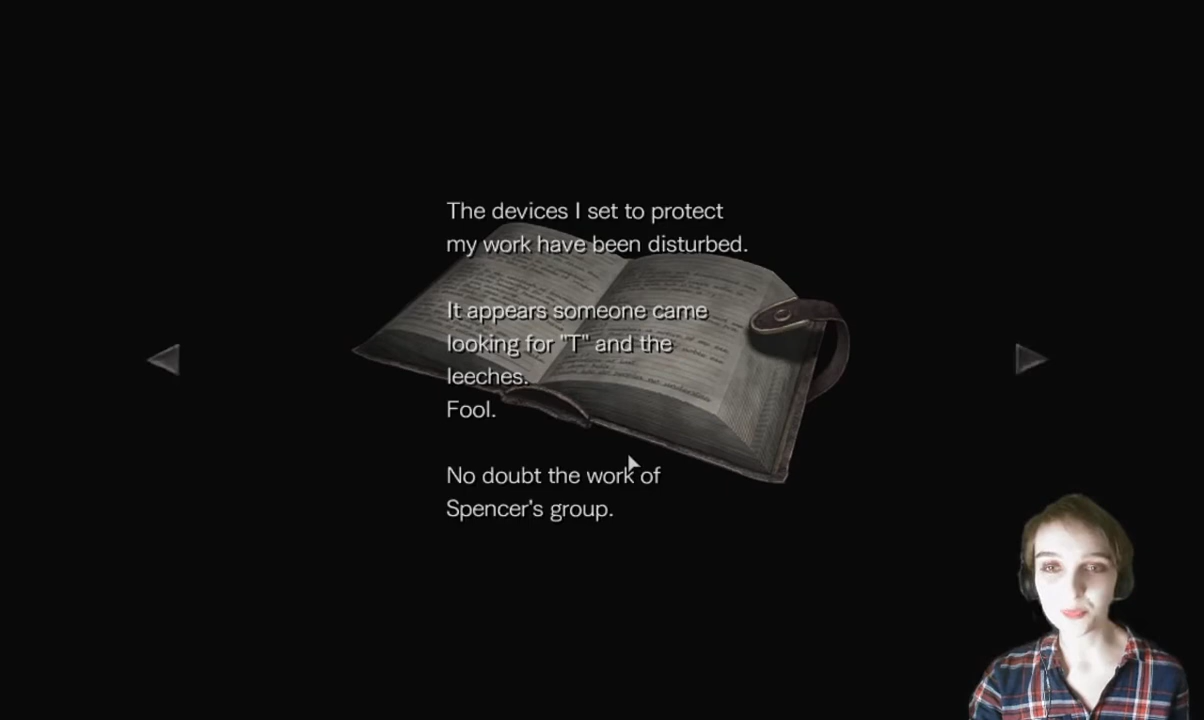 The devices I set to protect
my work have been disturbed.
It appears someone came
looking for "T" and the
leeches.
Fool.
No doubt the work of
Spencer's group.